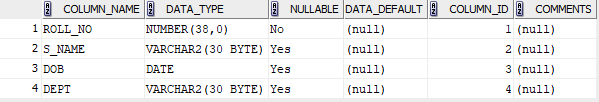 COLUMN_NAME DATA_TYPE NULLABLE DATA_DEFAULT COLUMN_ID COMMENTS
1 ROLL_NO NUMBER(38,0) No (null) 1 (null)
2 S_NAME VARCHAR2(30 BYTE) Yes (null) 2 (null)
3 DOB DATE Yes (null) 3 (null)
4 DEPT VARCHAR2(30 BYTE) Yes (null) 4 (null)